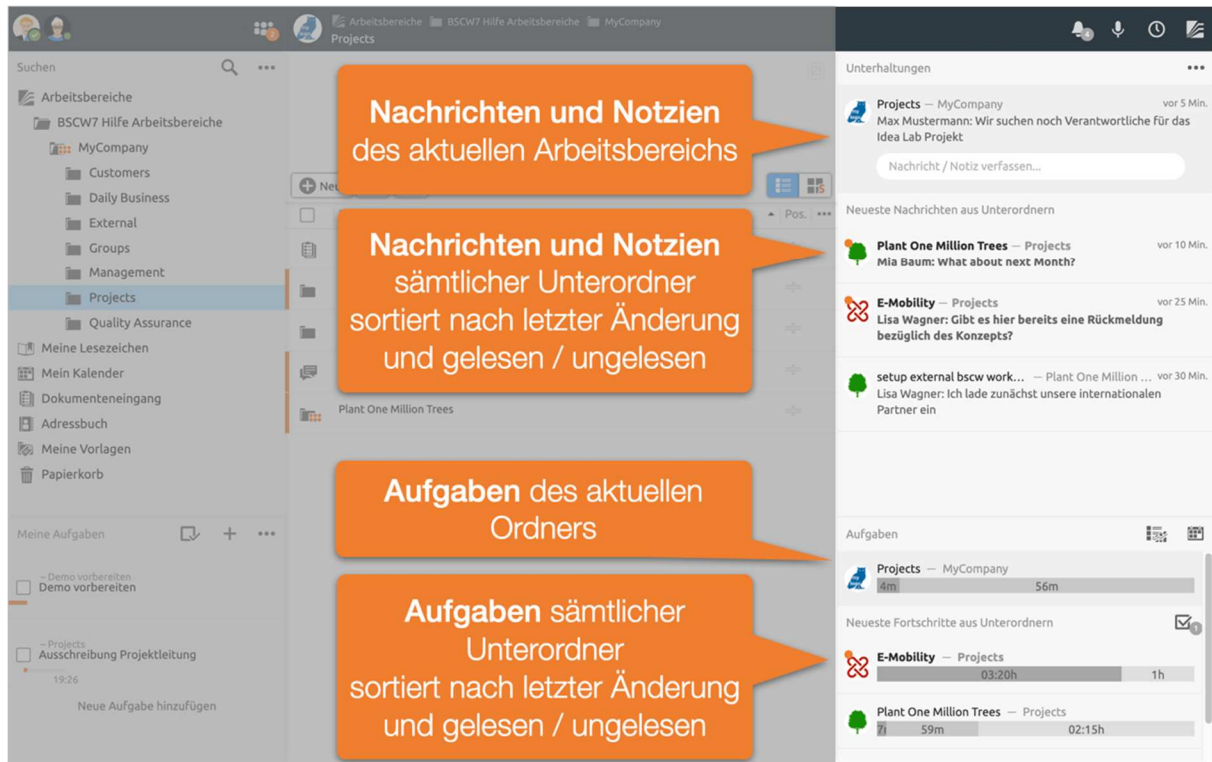 2
Arbeitsbereiche BSCW7 Hilfe Arbeitsbereiche MyCompany
Projects
4
Suchen
Arbeitsbereiche
BSCW7 Hilfe Arbeitsbereiche
MyCompany
Customers
Daily Business
External
Groups
Management
Projects
Quality Assurance
Meine Lesezeichen
Mein Kalender
Dokumenteneingang
Adressbuch
Meine Vorlagen
Papierkorb
Meine Aufgaben
– Demo vorbereiten
Demo vorbereiten
– Projects
Ausschreibung Projektleitung
19:26
Neue Aufgabe hinzufügen
Pos.
Plant One Million Trees
Nachrichten und Notzien
des aktuellen Arbeitsbereichs
Nachrichten und Notzien
sämtlicher Unterordner
sortiert nach letzter Änderung
und gelesen / ungelesen
Aufgaben des aktuellen
Ordners
Aufgaben sämtlicher
Unterordner
sortiert nach letzter Änderung
und gelesen / ungelesen
Unterhaltungen
Projects — MyCompany vor 5 Min.
Max Mustermann: Wir suchen noch Verantwortliche für das
Idea Lab Projekt
Nachricht / Notiz verfassen...
Neueste Nachrichten aus Unterordnern
Plant One Million Trees — Projects vor 10 Min.
Mia Baum: What about next Month?
E-Mobility — Projects vor 25 Min.
Lisa Wagner: Gibt es hier bereits eine Rückmeldung
bezüglich des Konzepts?
setup external bscw work... — Plant One Million ... vor 30 Min.
Lisa Wagner: Ich lade zunächst unsere internationalen
Partner ein
Aufgaben
Projects — MyCompany
4m 56m
Neueste Fortschritte aus Unterordnern
1
E-Mobility — Projects
03:20h 1h
Plant One Million Trees — Projects
59m 02:15h